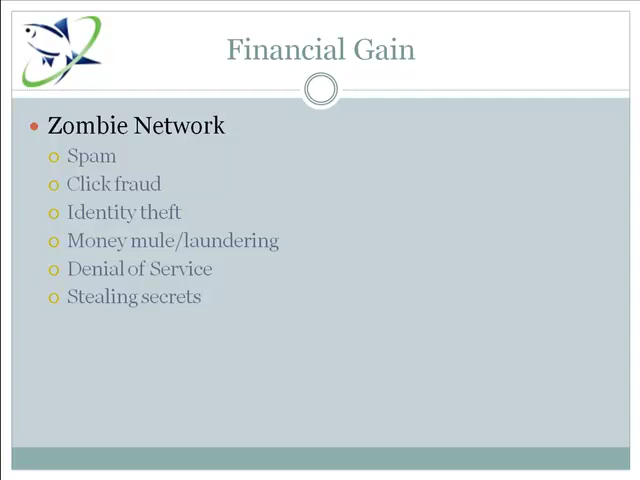 Financial Gain
Zombie Network
Spam
Click fraud
Identity theft
Money mule/laundering
Denial of Service
Stealing secrets